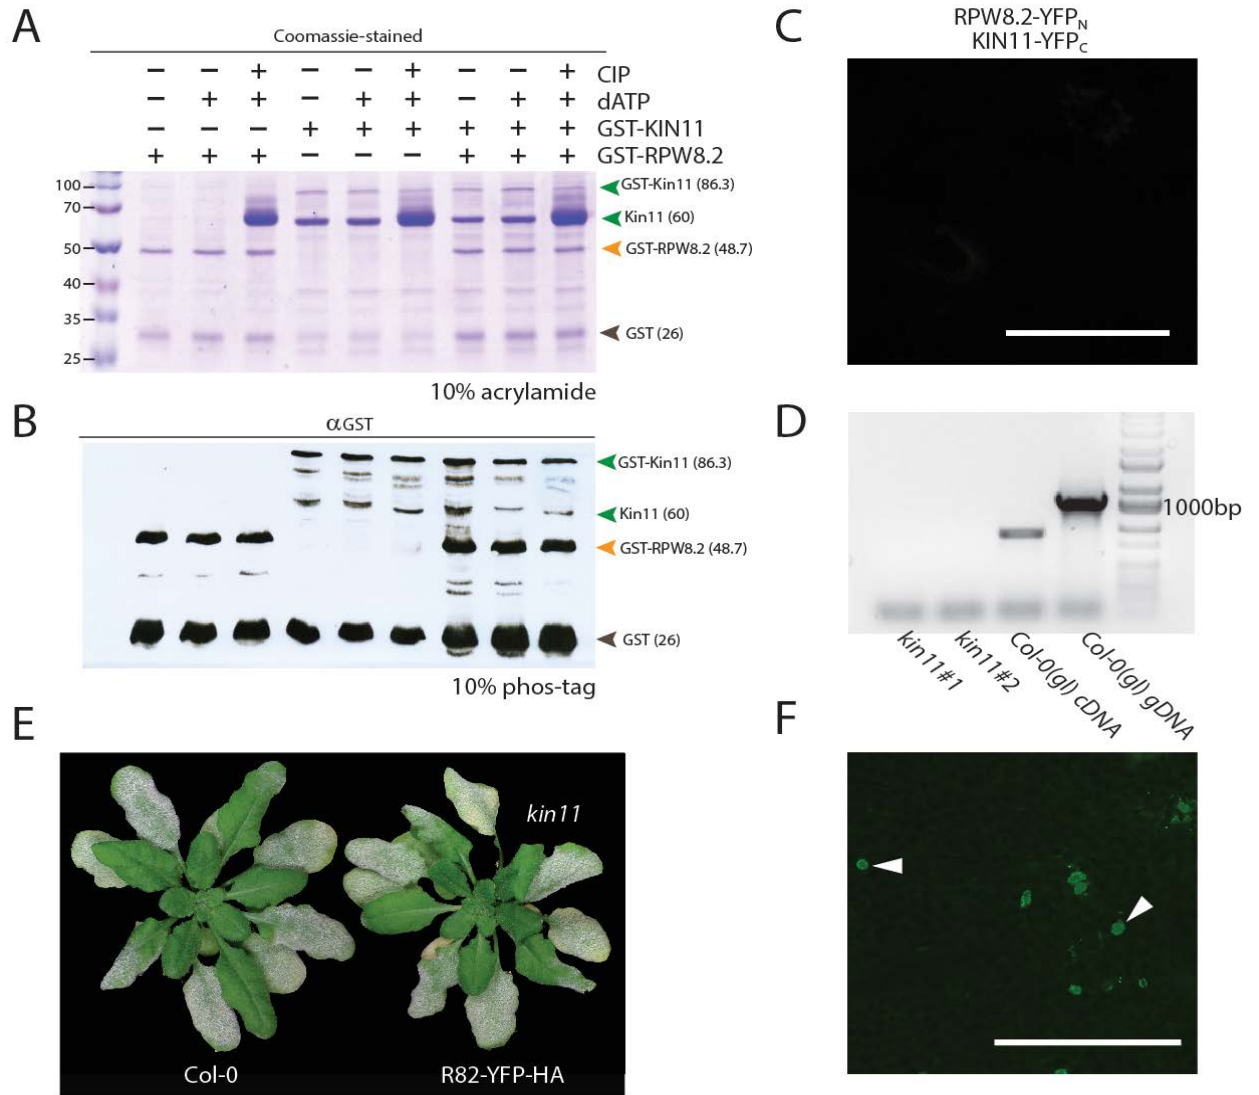 A
Coomassie-stained
− − + − − + − − + CIP
− + + − + + − + + dATP
− − − + + + + + + GST-KIN11
+ + + − − − + + + GST-RPW8.2
100
70
50
40
35
25
GST-Kin11 (86.3)
Kin11 (60)
GST-RPW8.2 (48.7)
GST (26)
10% acrylamide
B
αGST
GST-Kin11 (86.3)
Kin11 (60)
GST-RPW8.2 (48.7)
GST (26)
10% phos-tag
C
RPW8.2-YFPN
KIN11-YFPC
D
1000bp
kin11#1
kin11#2
Col-0(gl) cDNA
Col-0(gl) gDNA
E
kin11
Col-0
R82-YFP-HA
F